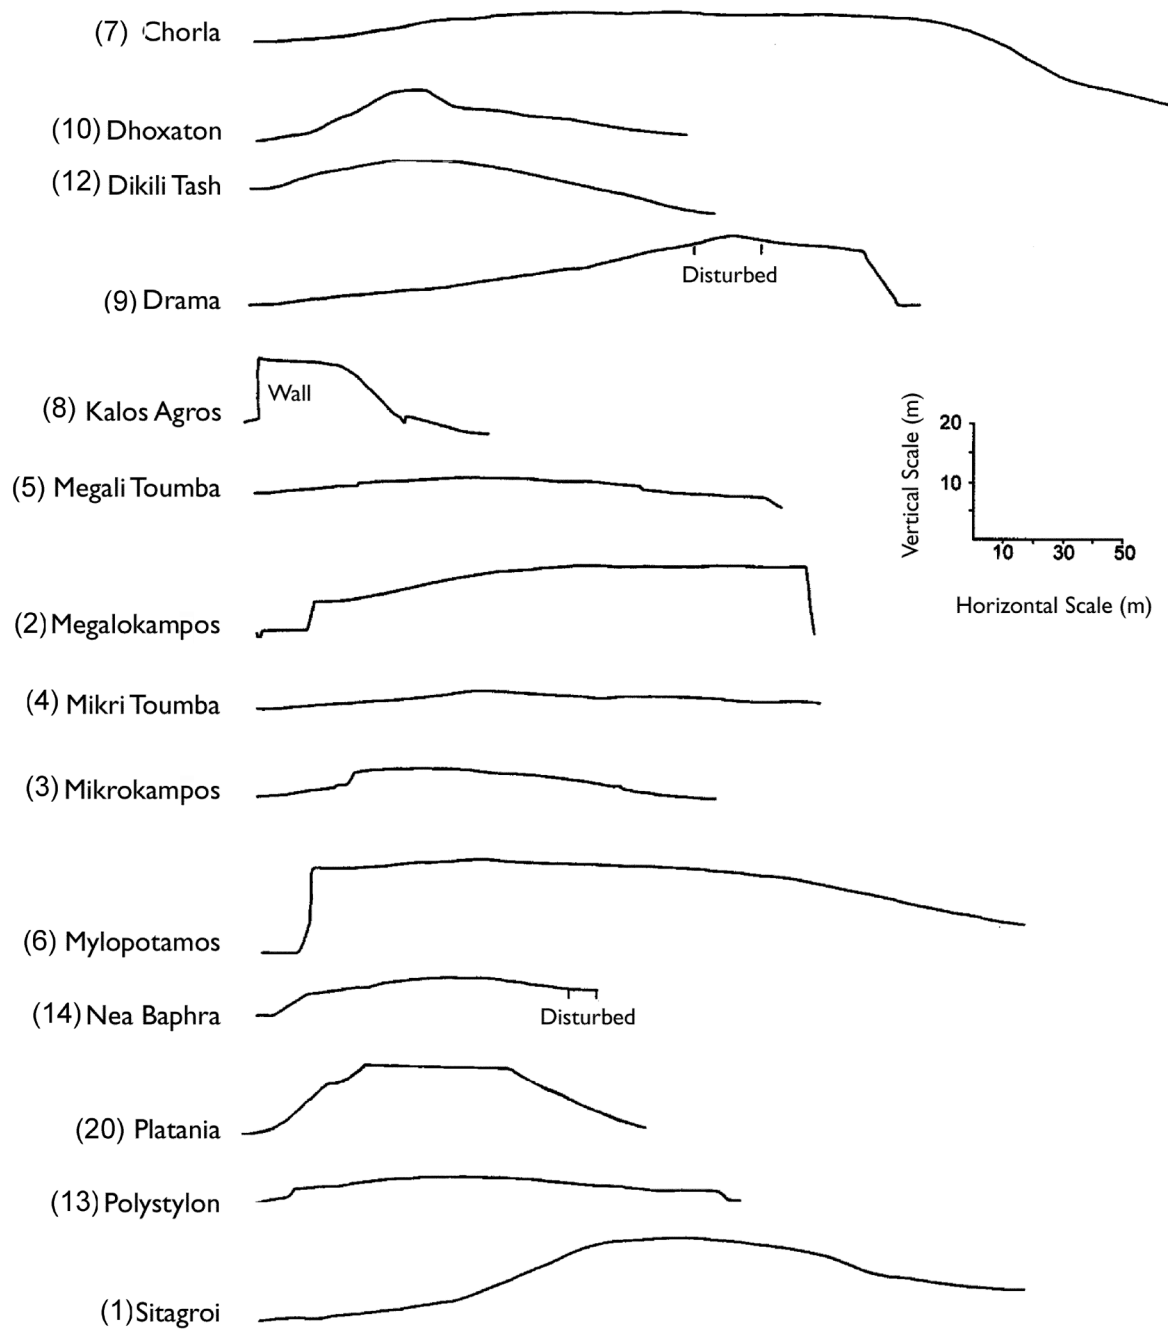 (7) Chorla
(10) Dhoxaton
(12) Dikili Tash
Disturbed
(9) Drama
Wall
(8) Kalos Agros
Vertical Scale (m)
20
10
10 30 50
Horizontal Scale (m)
(5) Megali Toumba
(2) Megalokampos
(4) Mikri Toumba
(3) Mikrokampos
(6) Mylopotamos
(14) Nea Baphra
Disturbed
(20) Platania
(13) Polystylon
(1) Sitagroi